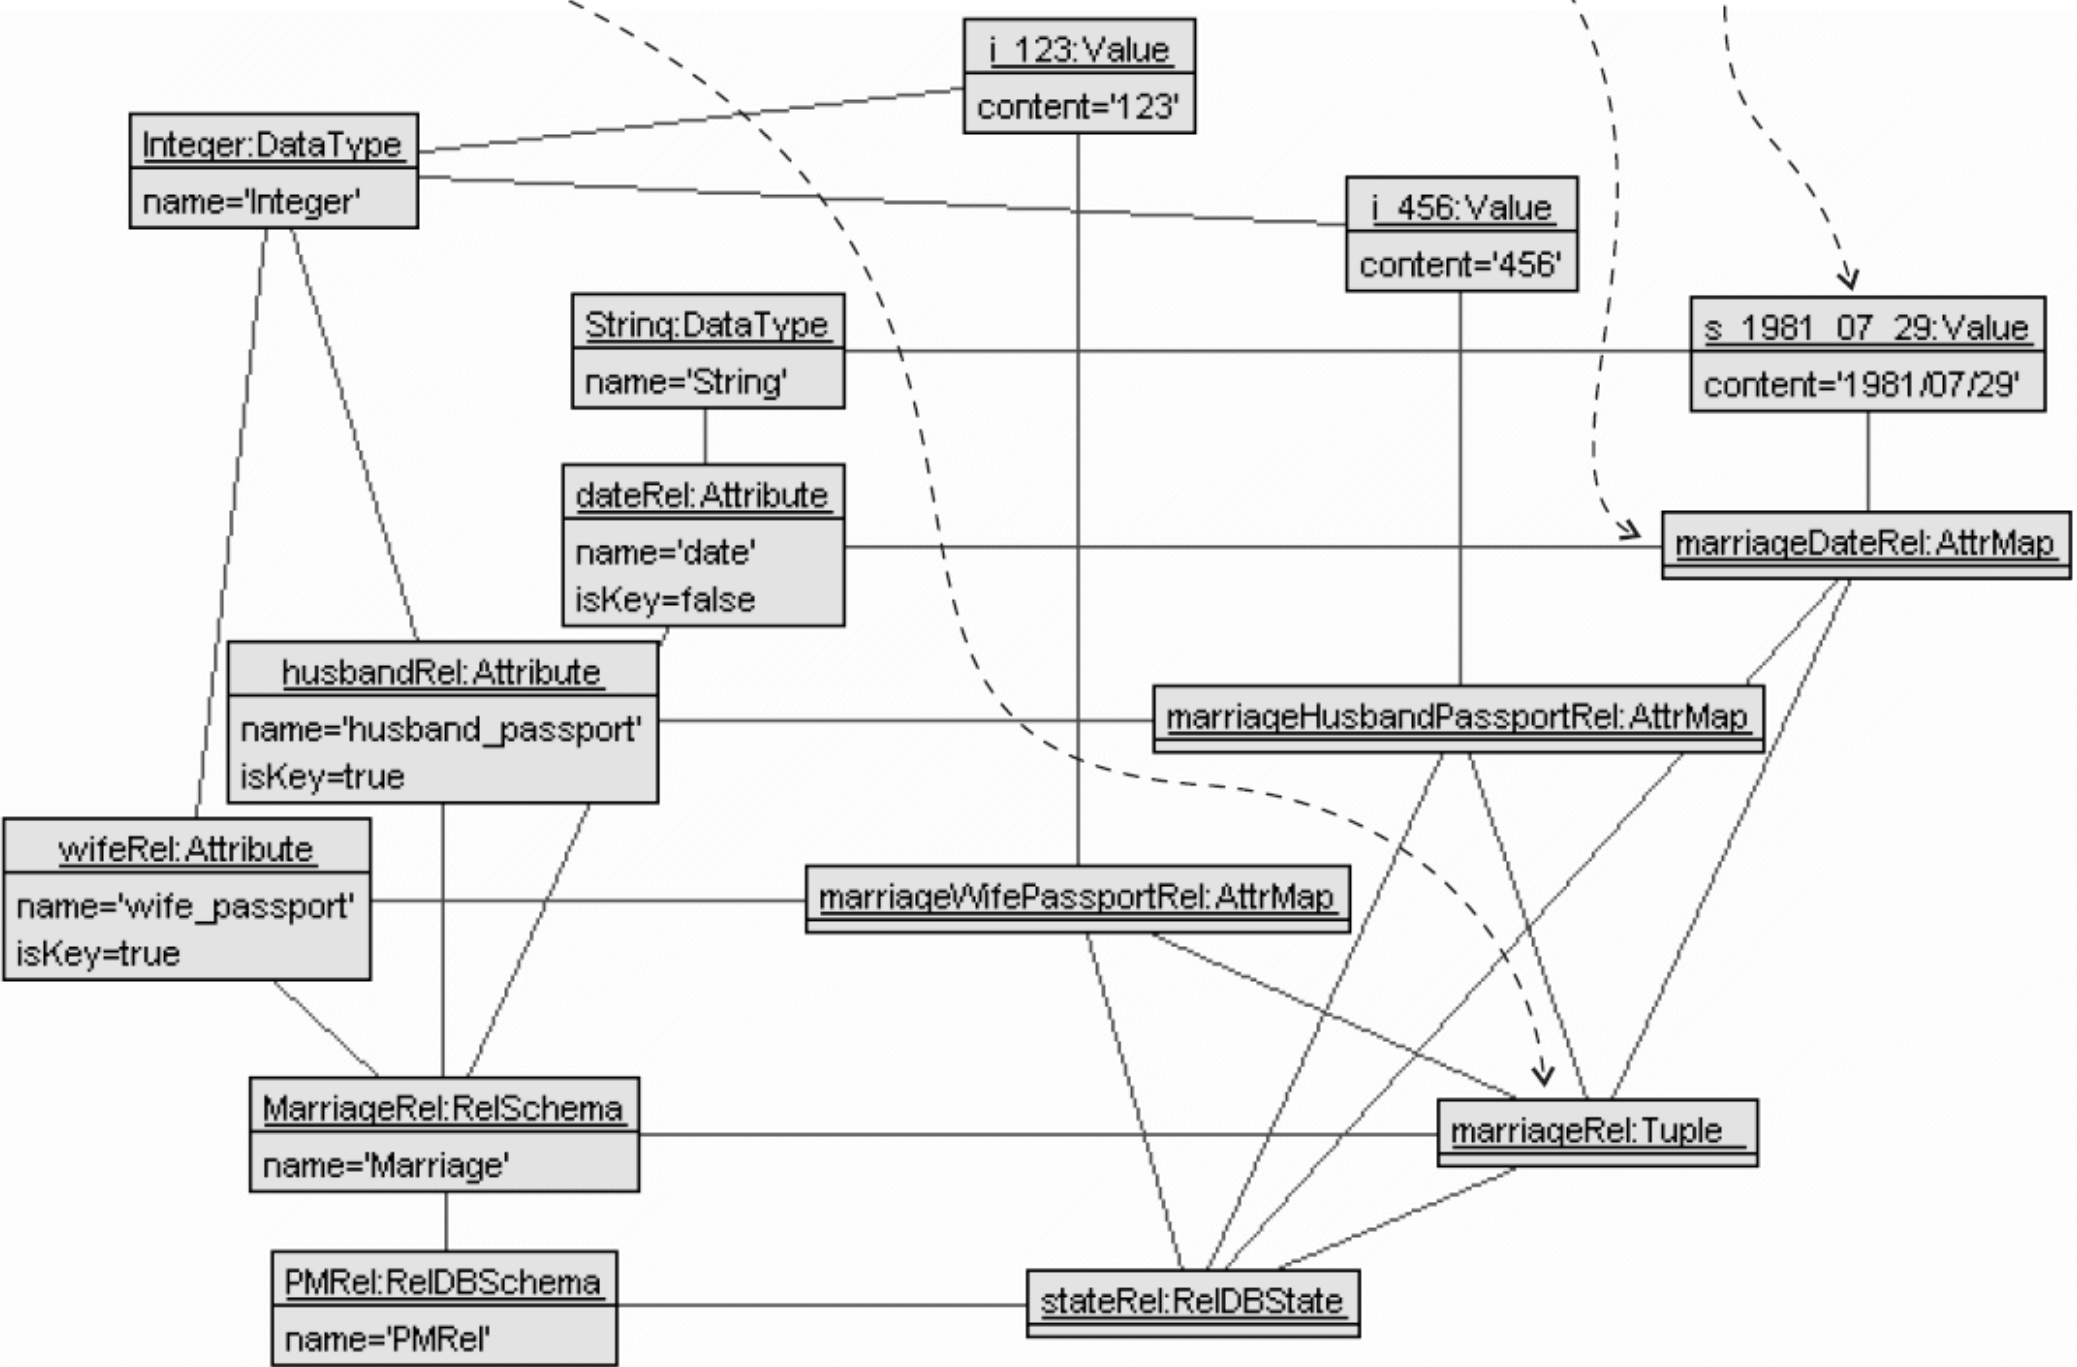 i_123:Value
content='123'
Integer:DataType
name='Integer'
i_456:Value
content='456'
String:DataType
name='String'
s_1981_07_29:Value
content='1981/07/29'
dateRel:Attribute
name='date'
isKey=false
marriageDateRel:AttrMap
husbandRel:Attribute
name='husband_passport'
isKey=true
marriageHusbandPassportRel:AttrMap
wifeRel:Attribute
name='wife_passport'
isKey=true
marriageWifePassportRel:AttrMap
MarriageRel:RelSchema
name='Marriage'
marriageRel:Tuple
PMRel:RelDBSchema
name='PMRel'
stateRel:RelDBState